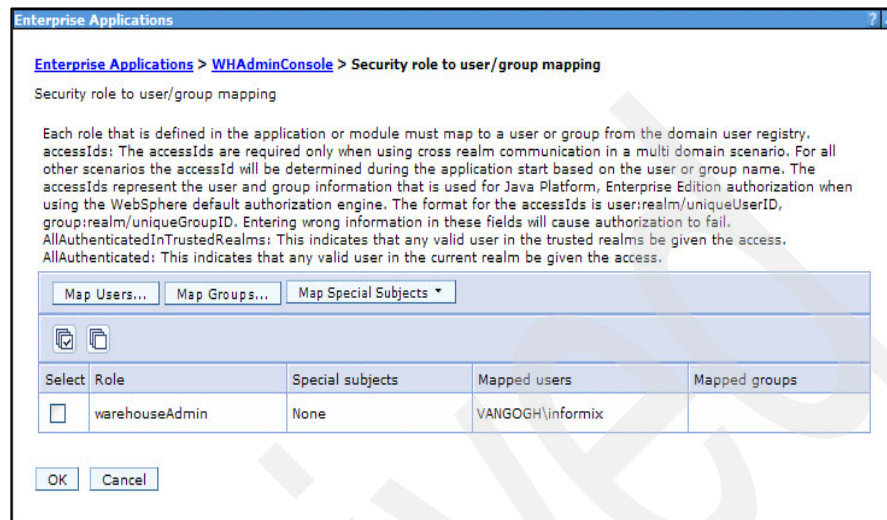 Enterprise Applications ?
Enterprise Applications > WHAdminConsole > Security role to user/group mapping
Security role to user/group mapping
Each role that is defined in the application or module must map to a user or group from the domain user registry.
accessIds: The accessIds are required only when using cross realm communication in a multi domain scenario. For all
other scenarios the accessId will be determined during the application start based on the user or group name. The
accessIds represent the user and group information that is used for Java Platform, Enterprise Edition authorization when
using the WebSphere default authorization engine. The format for the accessIds is user:realm/uniqueUserID,
group:realm/uniqueGroupID. Entering wrong information in these fields will cause authorization to fail.
AllAuthenticatedInTrustedRealms: This indicates that any valid user in the trusted realms be given the access.
AllAuthenticated: This indicates that any valid user in the current realm be given the access.
Map Users... Map Groups... Map Special Subjects
Select Role Special subjects Mapped users Mapped groups
warehouseAdmin None VANGOGH\informix
OK Cancel